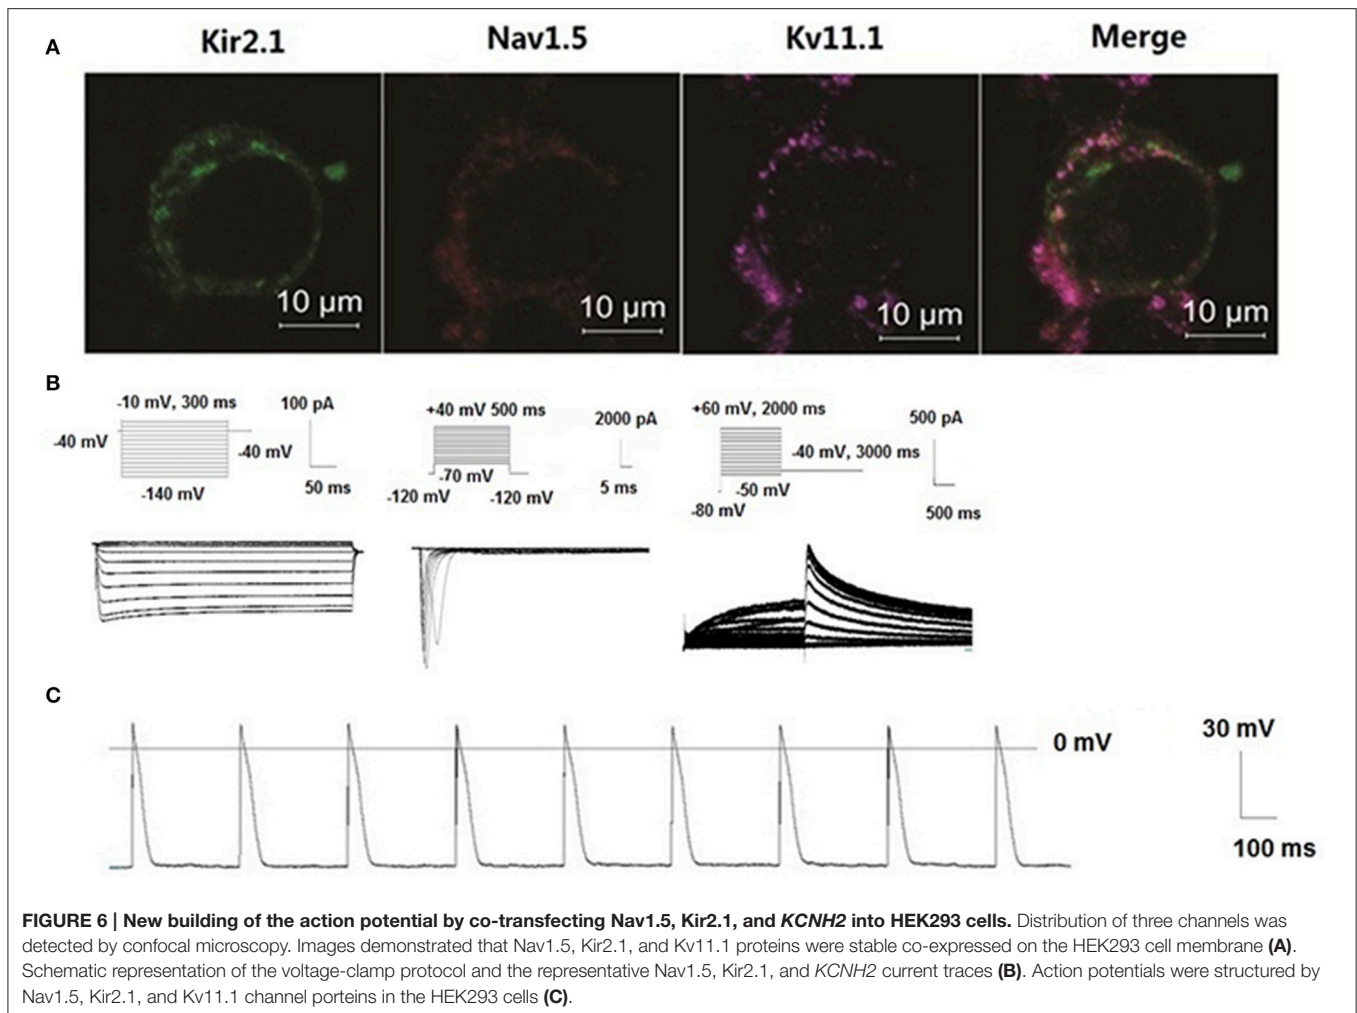 A
Kir2.1
Nav1.5
Kv11.1
Merge
10 μm
10 μm
10 μm
10 μm
B
-10 mV, 300 ms
-40 mV
-40 mV
-140 mV
100 pA
50 ms
+40 mV 500 ms
-70 mV
-120 mV
-120 mV
2000 pA
5 ms
+60 mV, 2000 ms
-40 mV, 3000 ms
-50 mV
-80 mV
500 pA
500 ms
C
0 mV
30 mV
100 ms
FIGURE 6 | New building of the action potential by co-transfecting Nav1.5, Kir2.1, and KCNH2 into HEK293 cells. Distribution of three channels was
detected by confocal microscopy. Images demonstrated that Nav1.5, Kir2.1, and Kv11.1 proteins were stable co-expressed on the HEK293 cell membrane (A).
Schematic representation of the voltage-clamp protocol and the representative Nav1.5, Kir2.1, and KCNH2 current traces (B). Action potentials were structured by
Nav1.5, Kir2.1, and Kv11.1 channel porteins in the HEK293 cells (C).